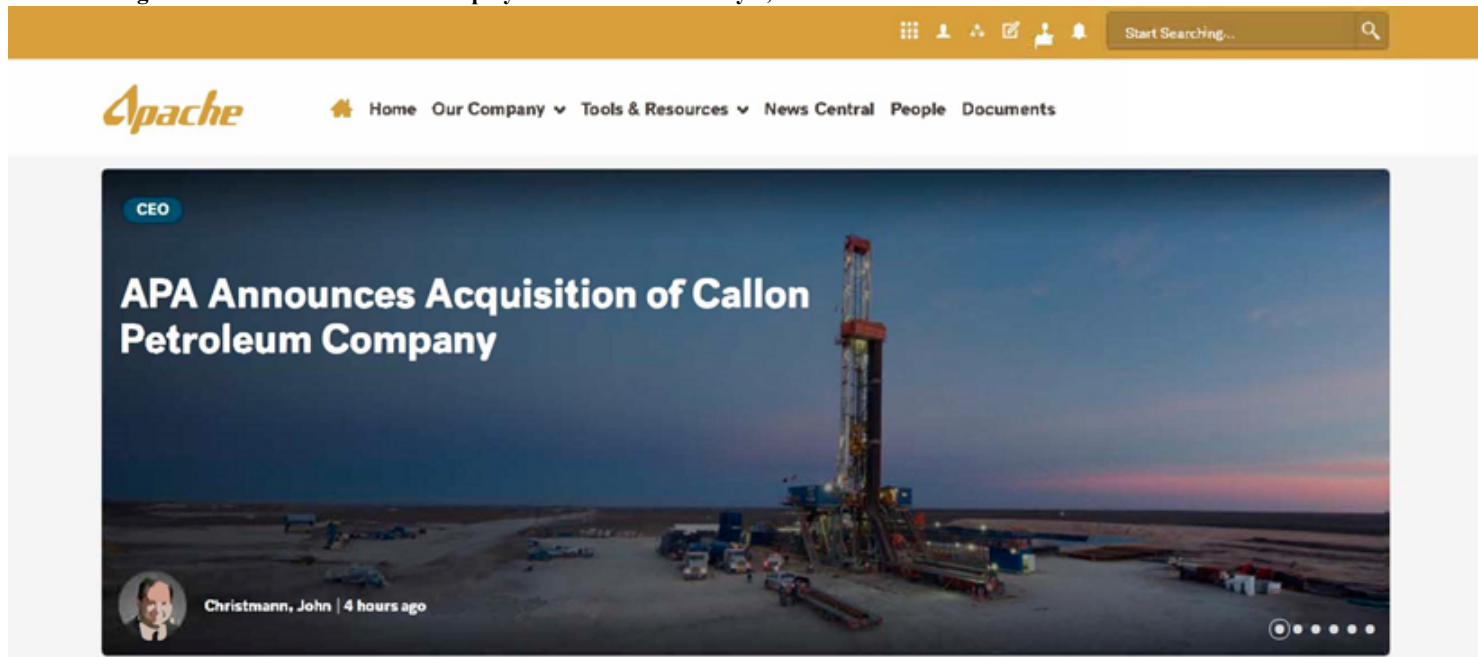 Start Searching...
Apache
Home Our Company Tools & Resources News Central People Documents
CEO
APA Announces Acquisition of Callon
Petroleum Company
Christmann, John | 4 hours ago